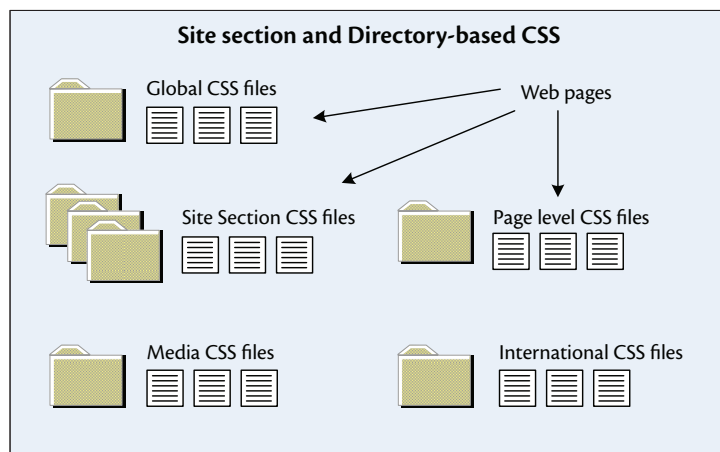 Site section and Directory-based CSS
Global CSS files
Web pages
Site Section CSS files
Page level CSS files
Media CSS files
International CSS files